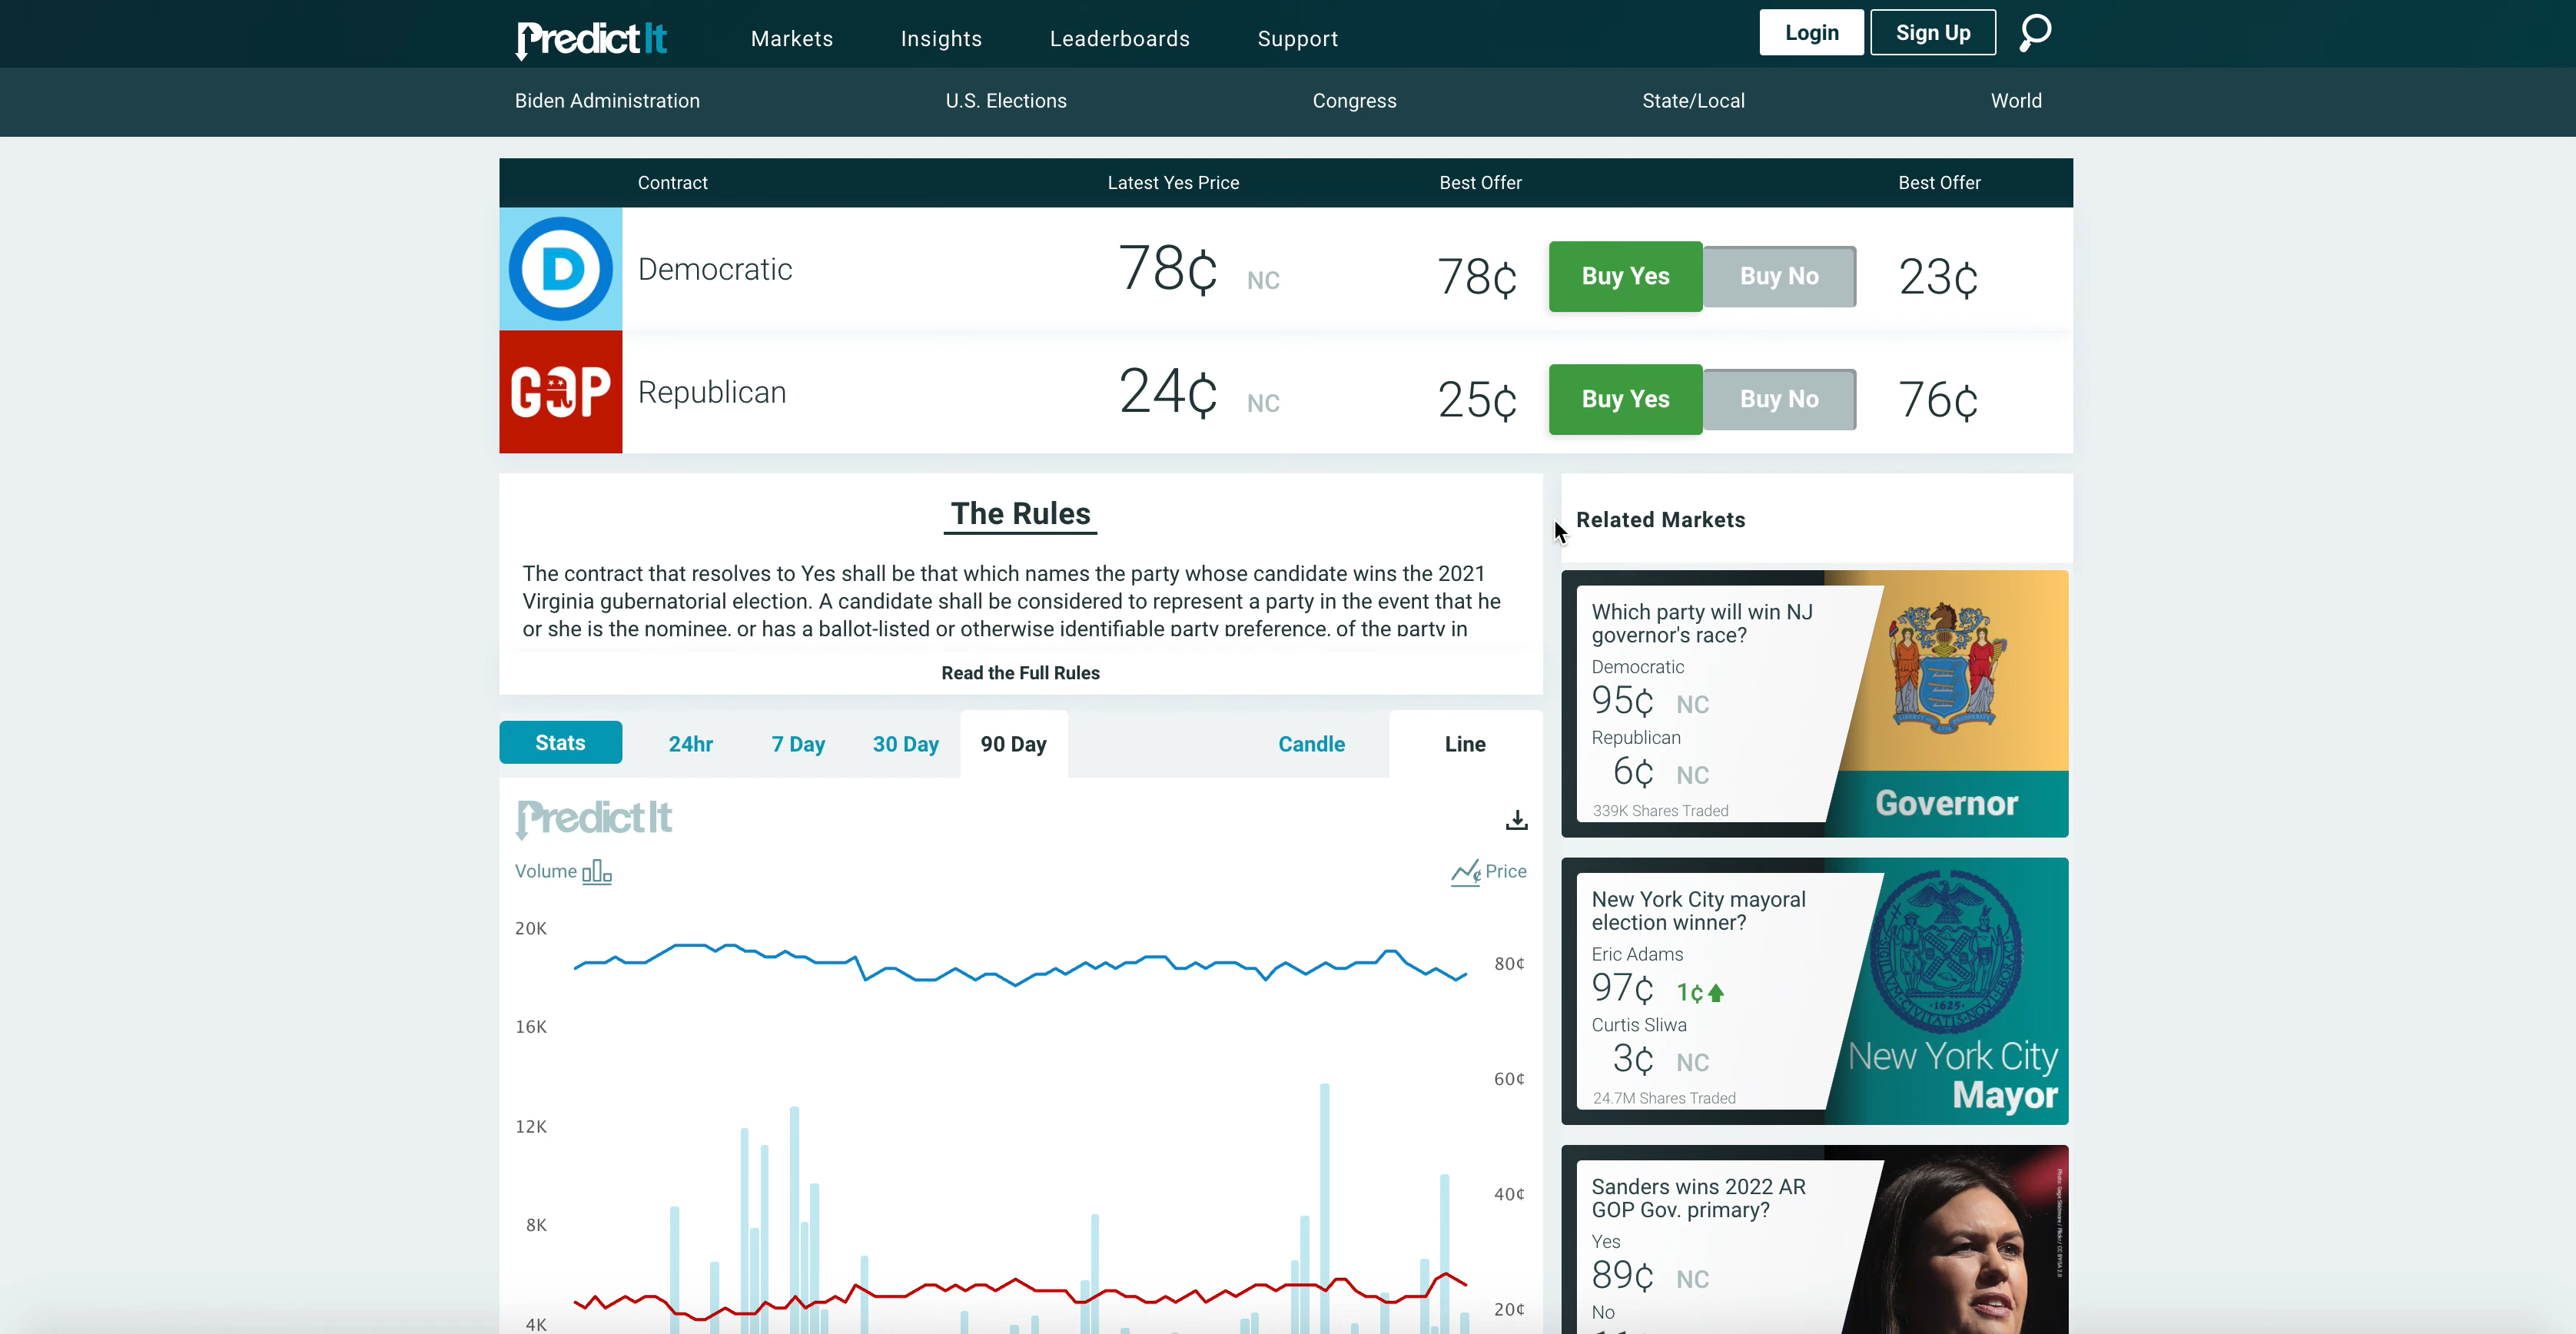 PredictIt
Markets
Insights
Leaderboards
Support
Login
Sign Up
Biden Administration
U.S. Elections
Congress
State/Local
World
Contract
Latest Yes Price
Best Offer
Best Offer
D
Democratic
78¢ NC
78¢
Buy Yes
Buy No
23¢
GOP
Republican
24¢ NC
25¢
Buy Yes
Buy No
76¢
The Rules
The contract that resolves to Yes shall be that which names the party whose candidate wins the 2021
Virginia gubernatorial election. A candidate shall be considered to represent a party in the event that he
or she is the nominee, or has a ballot-listed or otherwise identifiable party preference, of the party in
Read the Full Rules
Stats
24hr
7 Day
30 Day
90 Day
Candle
Line
PredictIt
Volume
Price
20K
16K
12K
8K
4K
80¢
60¢
40¢
20¢
Related Markets
Which party will win NJ
governor's race?
Democratic
95¢ NC
Republican
6¢ NC
339K Shares Traded
LIBERTY AND PROSPERITY
Governor
New York City mayoral
election winner?
Eric Adams
97¢ 1¢
Curtis Sliwa
3¢ NC
24.7M Shares Traded
1625
New York City
Mayor
Sanders wins 2022 AR
GOP Gov. primary?
Yes
89¢ NC
No